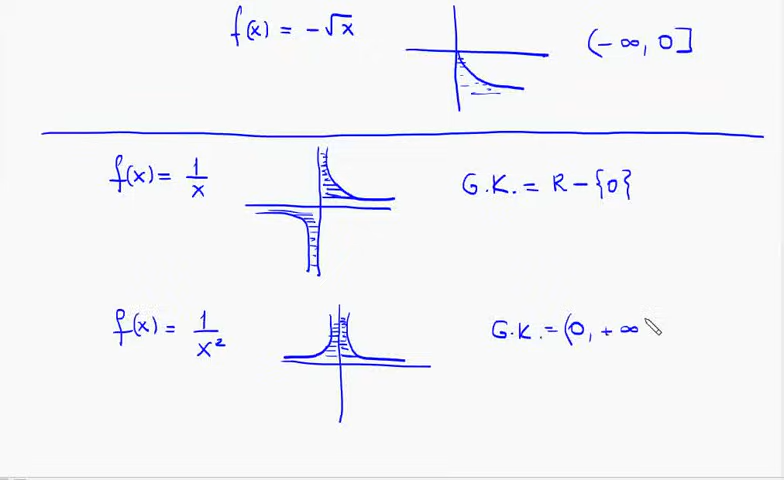 f(x) = -√x (-∞, 0]
f(x) = 1/x G.K. = R - {0}
f(x) = 1/x² G.K. = (0, +∞